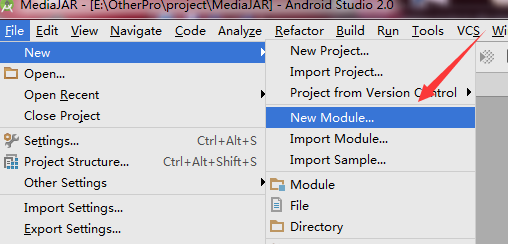 MediaJAR - [E:\OtherPro\project\MediaJAR] - Android Studio 2.0
File Edit View Navigate Code Analyze Refactor Build Run Tools VCS
New
New Project...
Open...
Import Project...
Open Recent
Project from Version Control
Close Project
New Module...
Settings... Ctrl+Alt+S
Import Module...
Project Structure... Ctrl+Alt+Shift+S
Import Sample...
Other Settings
Module
Import Settings...
File
Export Settings...
Directory